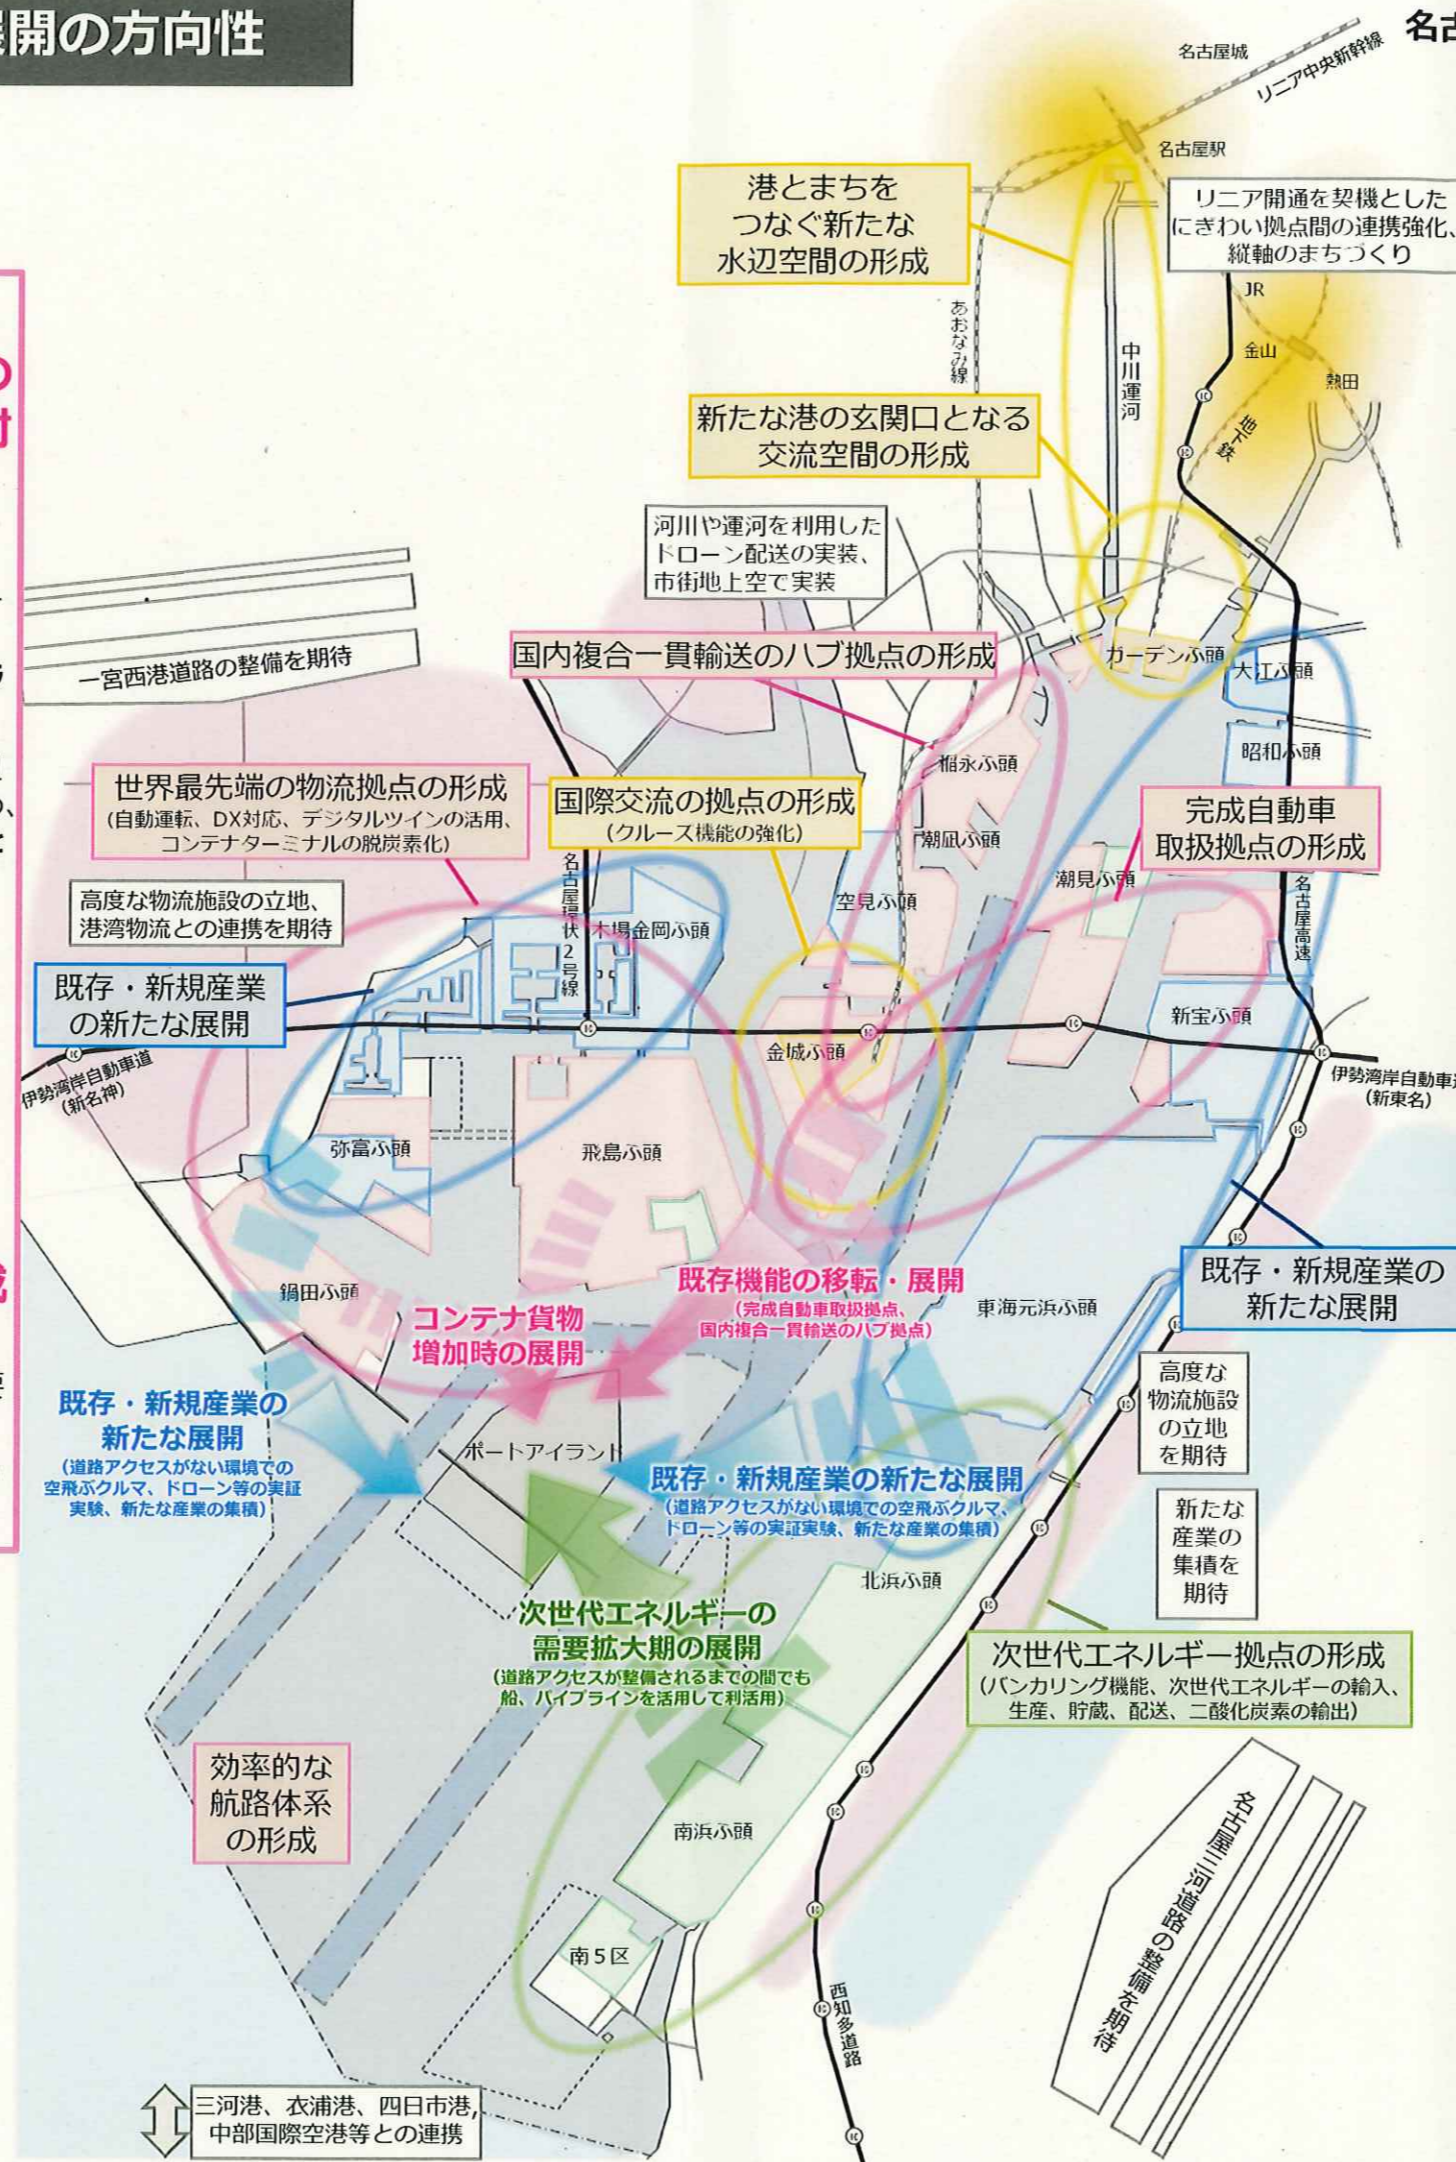 展開の方向性
名古
名古屋城
リニア中央新幹線
名古屋駅
港とまちを
つなぐ新たな
水辺空間の形成
リニア開通を契機とした
にぎわい拠点間の連携強化、
縦軸のまちづくり
JR
あおなみ線
中川運河
金山
熱田
地下鉄
新たな港の玄関口となる
交流空間の形成
河川や運河を利用した
ドローン配送の実装、
市街地上空で実装
一宮西港道路の整備を期待
国内複合一貫輸送のハブ拠点の形成
ガーデンふ頭
大江ふ頭
昭和ふ頭
稲永ふ頭
世界最先端の物流拠点の形成
(自動運転、DX対応、デジタルツインの活用、
コンテナターミナルの脱炭素化)
国際交流の拠点の形成
(クルーズ機能の強化)
完成自動車
取扱拠点の形成
潮凪ふ頭
潮見ふ頭
空見ふ頭
名古屋環状2号線
木場金岡ふ頭
名古屋高速
高度な物流施設の立地、
港湾物流との連携を期待
既存・新規産業
の新たな展開
新宝ふ頭
金城ふ頭
伊勢湾岸自動車道
(新名神)
伊勢湾岸自動車道
(新東名)
弥富ふ頭
飛島ふ頭
鍋田ふ頭
東海元浜ふ頭
既存・新規産業の
新たな展開
既存機能の移転・展開
(完成自動車取扱拠点、
国内複合一貫輸送のハブ拠点)
コンテナ貨物
増加時の展開
高度な
物流施設
の立地
を期待
既存・新規産業の
新たな展開
(道路アクセスがない環境での
空飛ぶクルマ、ドローン等の実証
実験、新たな産業の集積)
ポートアイランド
既存・新規産業の新たな展開
(道路アクセスがない環境での空飛ぶクルマ、
ドローン等の実証実験、新たな産業の集積)
新たな
産業の
集積を
期待
北浜ふ頭
次世代エネルギーの
需要拡大期の展開
(道路アクセスが整備されるまでの間でも
船、パイプラインを活用して利活用)
次世代エネルギー拠点の形成
(バンカリング機能、次世代エネルギーの輸入、
生産、貯蔵、配送、二酸化炭素の輸出)
効率的な
航路体系
の形成
南浜ふ頭
名古屋三河道路の整備を期待
南5区
西知多道路
三河港、衣浦港、四日市港,
中部国際空港等との連携